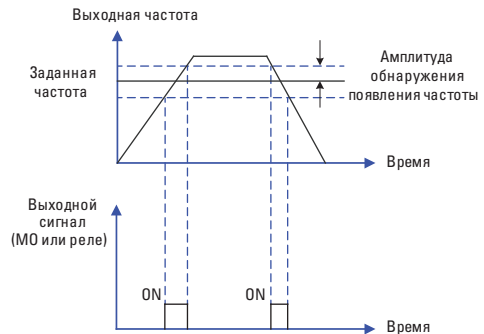 Выходная частота
Заданная
частота
Амплитуда
обнаружения
появления частоты
Время
Выходной
сигнал
(МО или реле)
ON
ON
Время